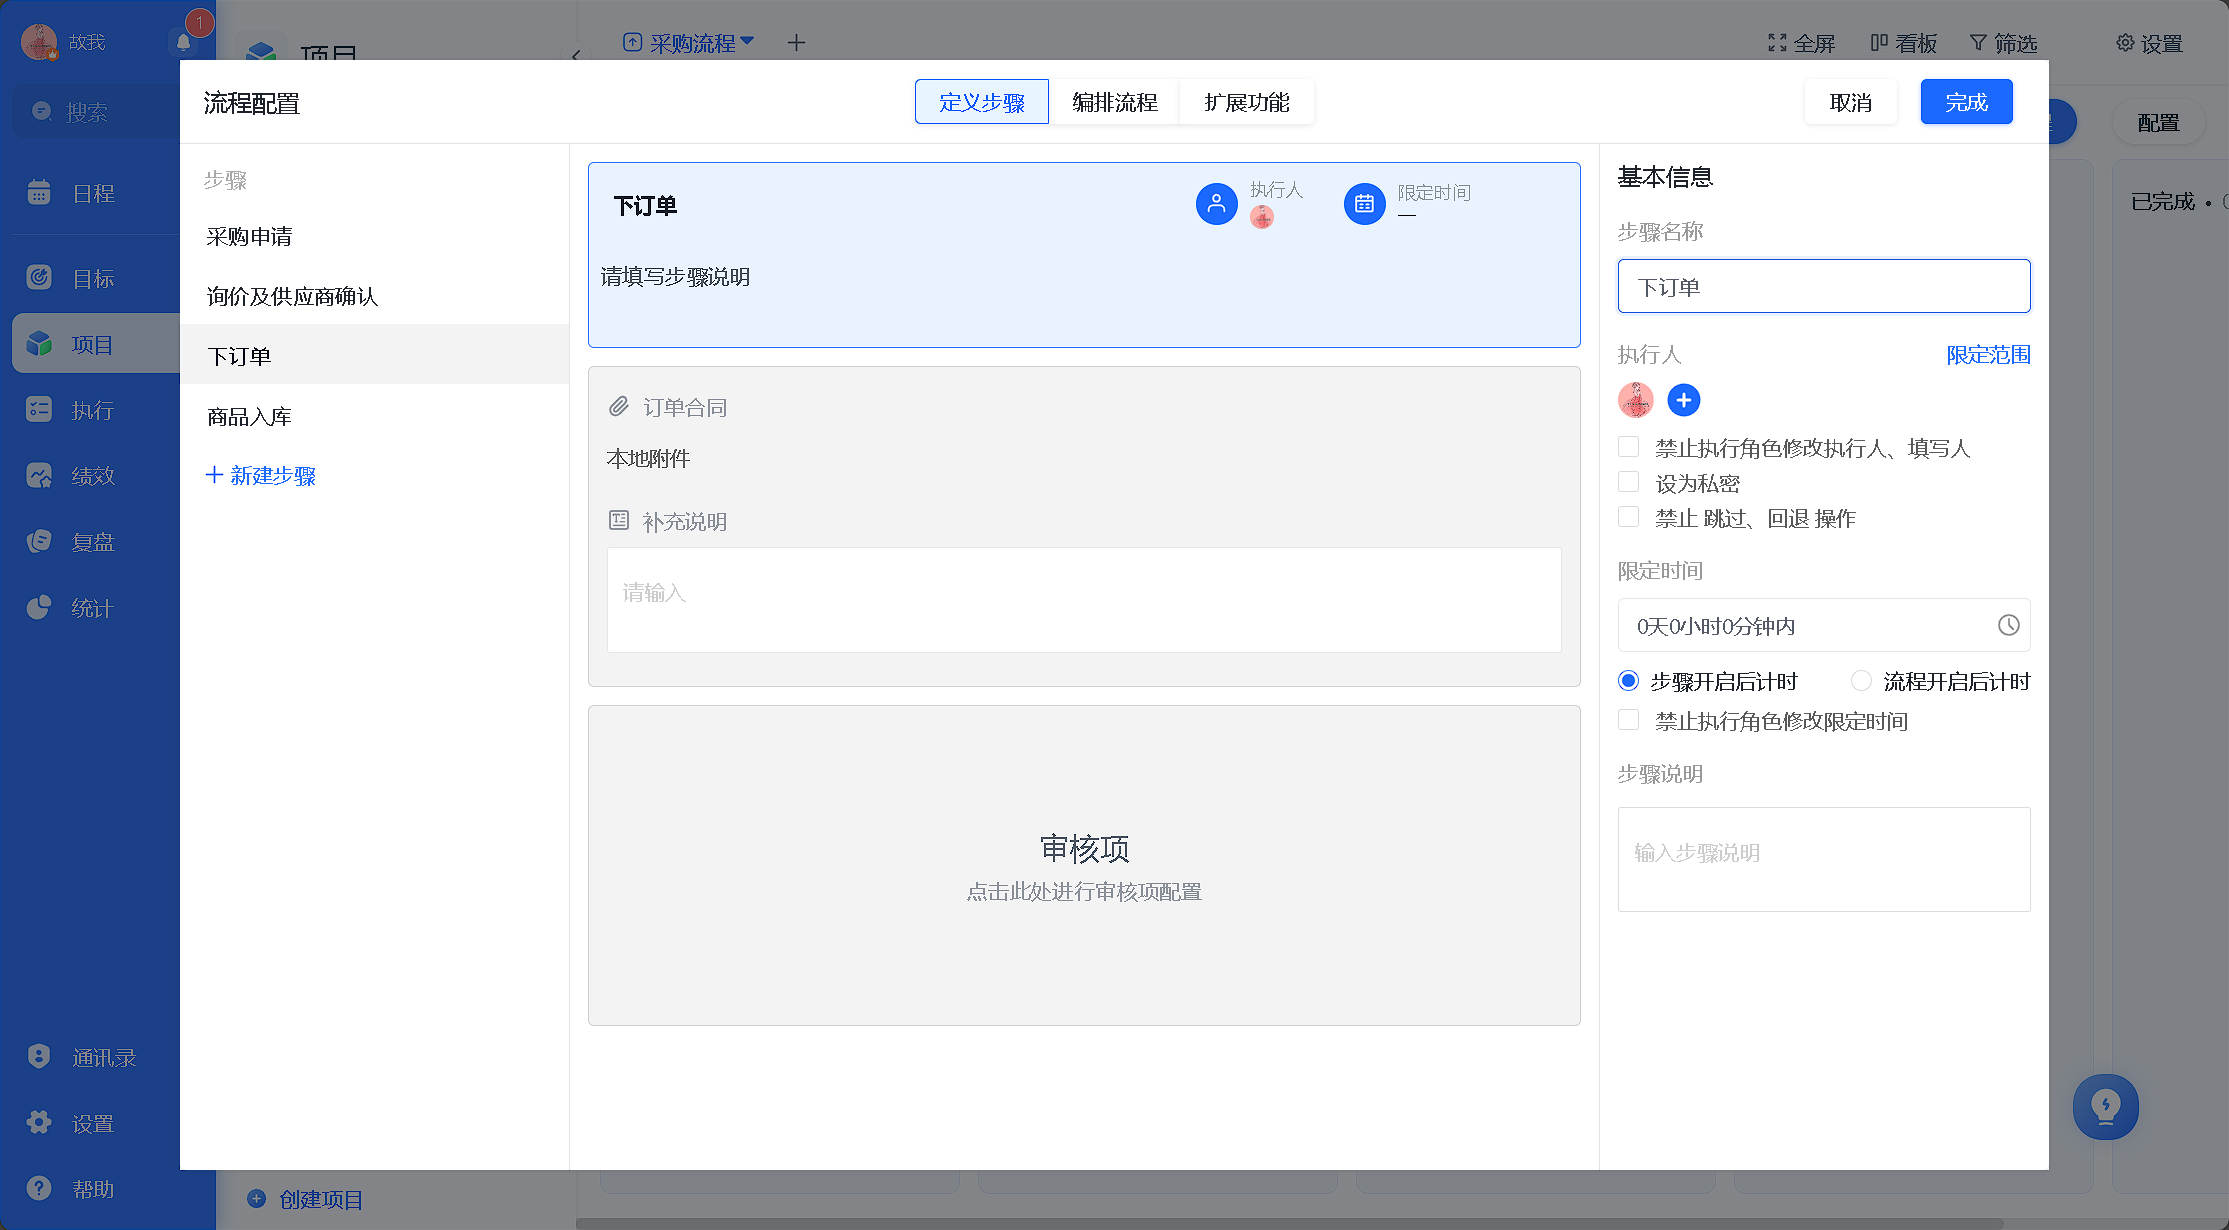 故我
1
搜索
日程
目标
项目
执行
绩效
复盘
统计
通讯录
设置
帮助
项目
创建项目
采购流程
全屏
看板
筛选
设置
配置
已完成 •
流程配置
定义步骤
编排流程
扩展功能
取消
完成
步骤
采购申请
询价及供应商确认
下订单
商品入库
新建步骤
下订单
执行人
限定时间
—
请填写步骤说明
订单合同
本地附件
补充说明
请输入
审核项
点击此处进行审核项配置
基本信息
步骤名称
下订单
执行人
限定范围
禁止执行角色修改执行人、填写人
设为私密
禁止 跳过、回退 操作
限定时间
0天0小时0分钟内
步骤开启后计时
流程开启后计时
禁止执行角色修改限定时间
步骤说明
输入步骤说明